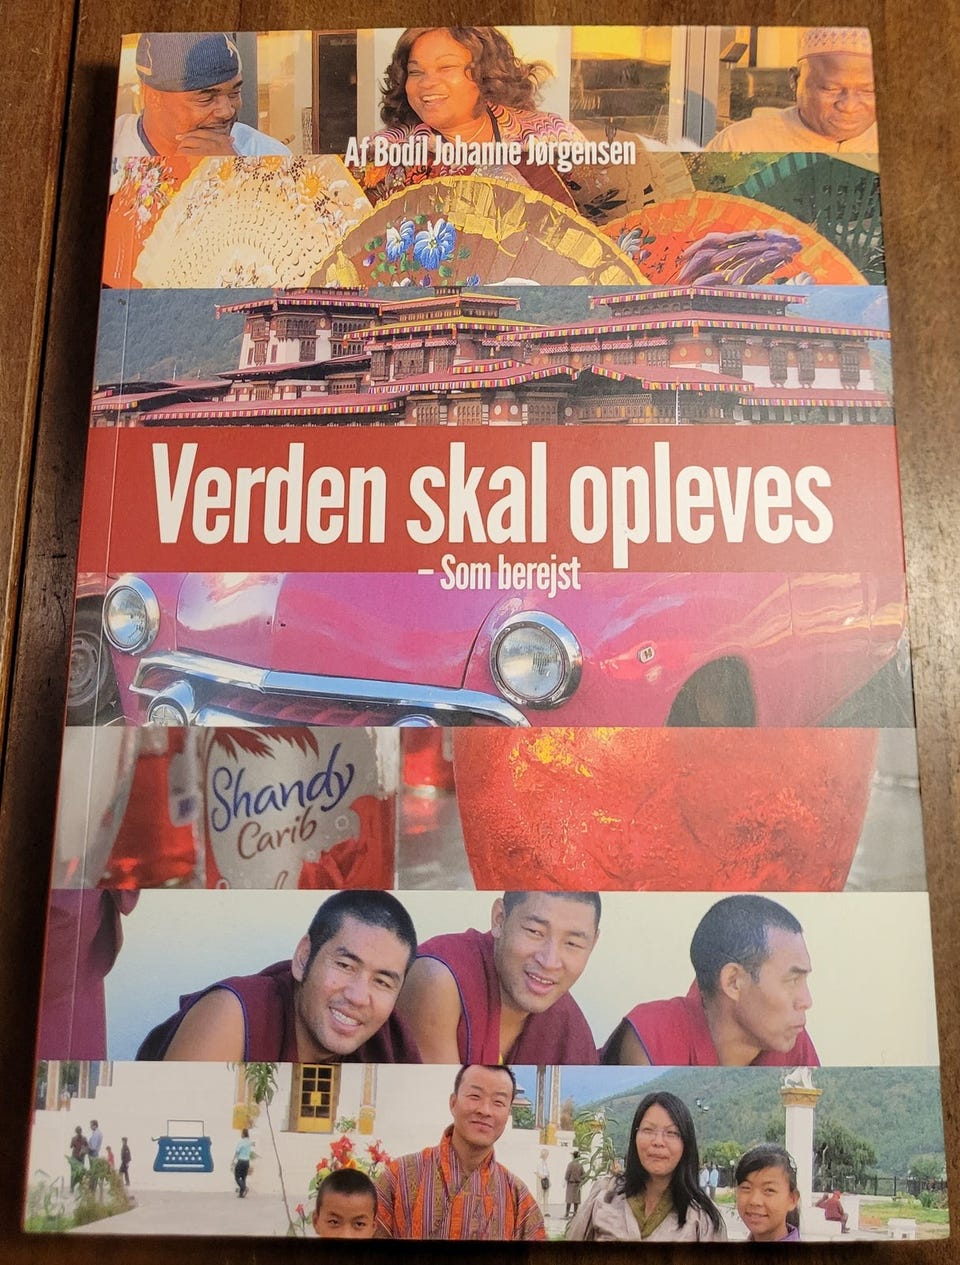 Af Bodil Johanne Jørgensen
Verden skal opleves
– Som berejst
Shandy
Carib